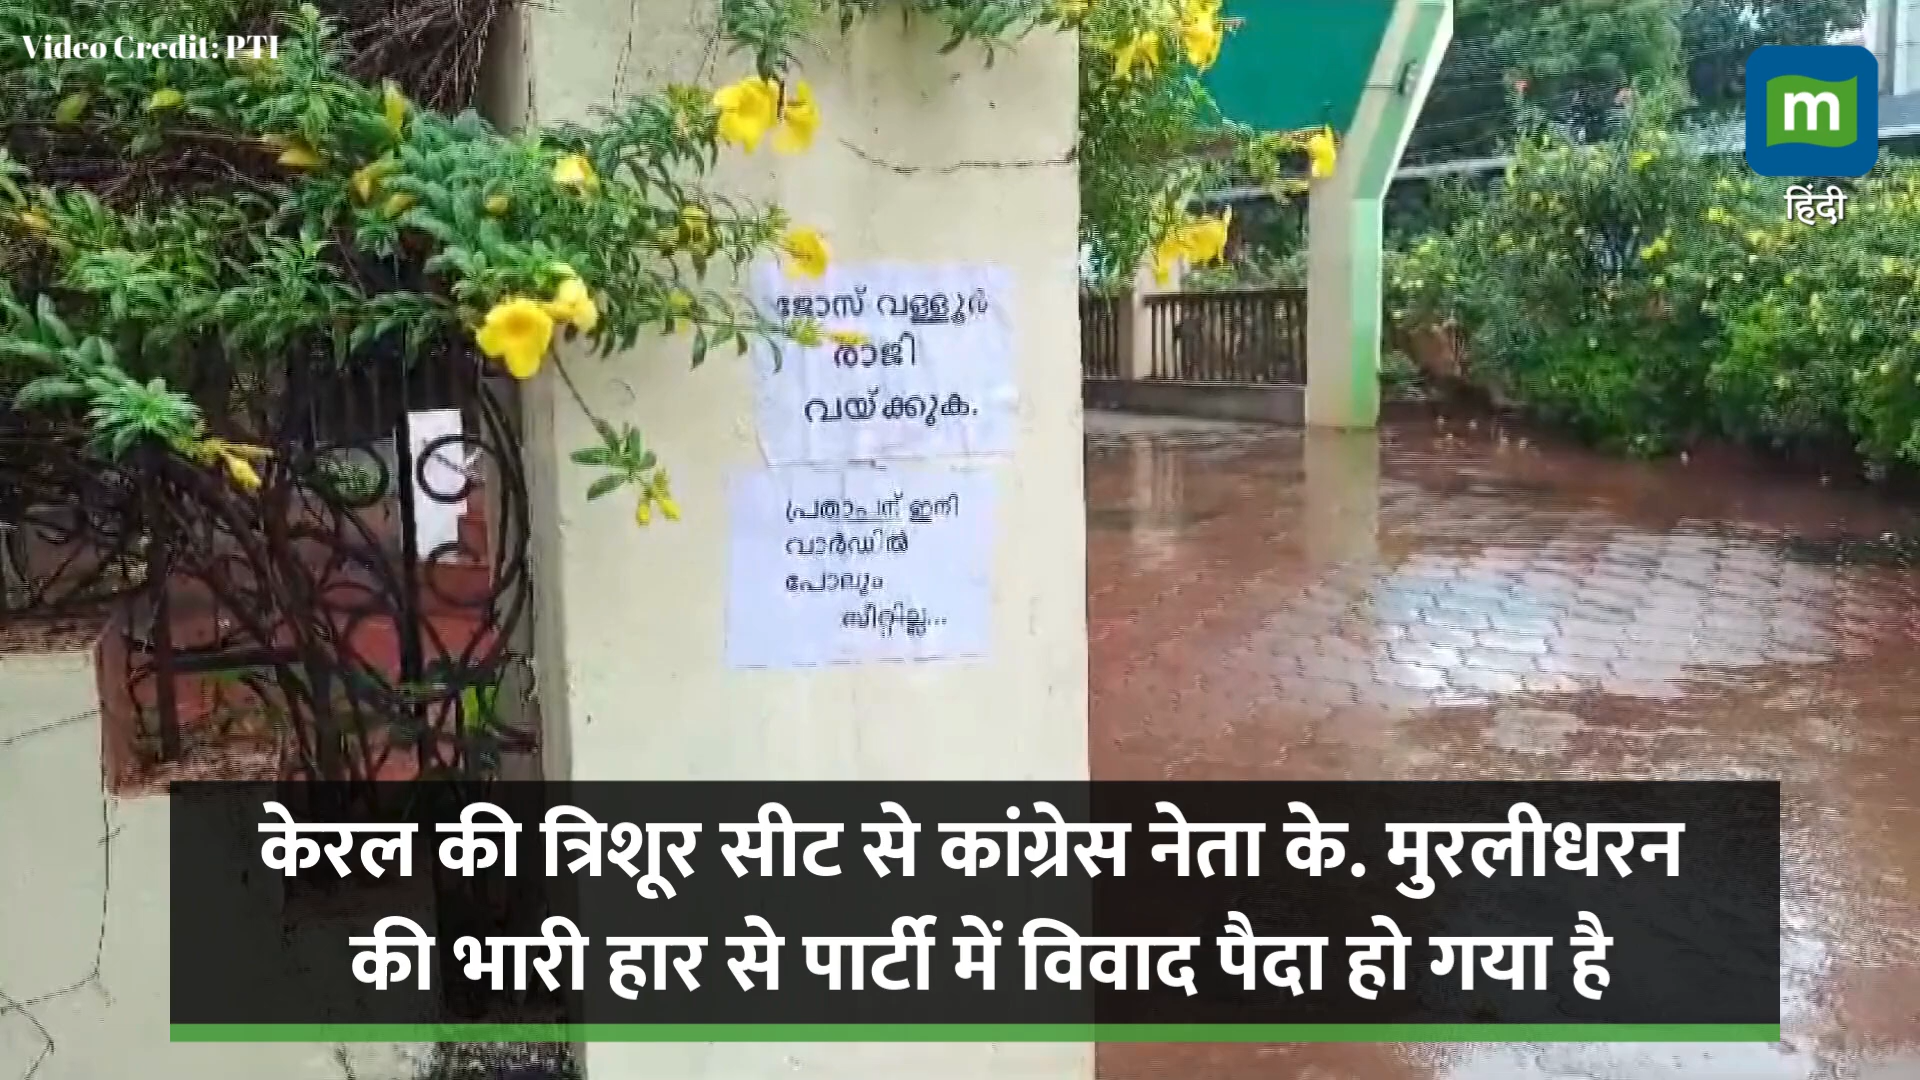 Video Credit: PTI
m
हिंदी
ജോസ് വള്ളൂർ
രാജി
വയ്ക്കുക.
പ്രതാപന് ഇനി
വാർഡിൽ
പോലും
സീറ്റില്ല...
केरल की त्रिशूर सीट से कांग्रेस नेता के. मुरलीधरन
की भारी हार से पार्टी में विवाद पैदा हो गया है